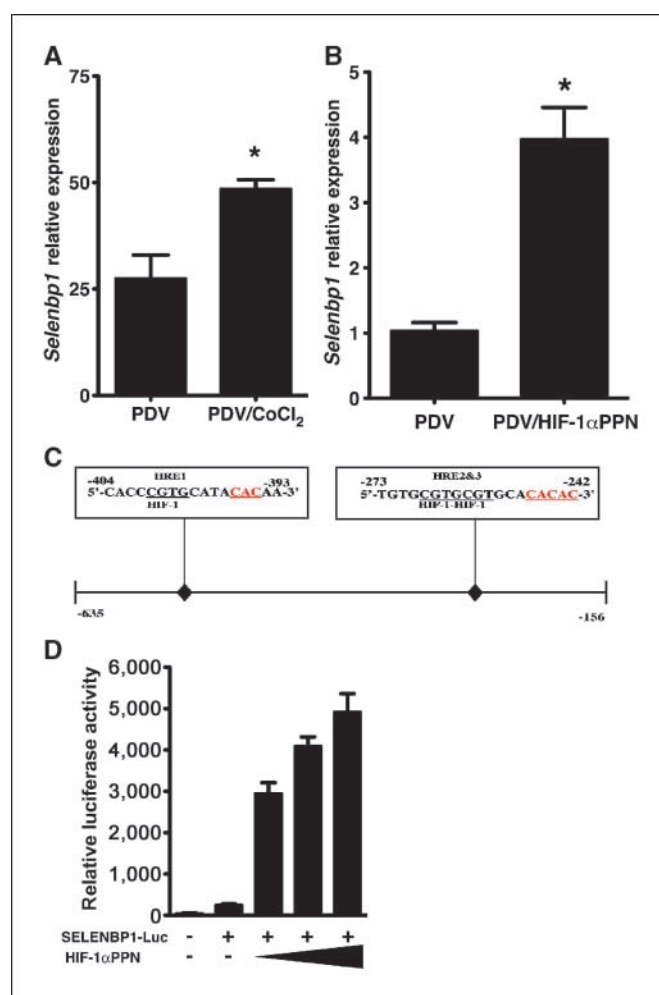 A
Selenbp1 relative expression
75
50
25
0
*
PDV
PDV/CoCl₂
B
Selenbp1 relative expression
5
4
3
2
1
0
*
PDV
PDV/HIF-1αPPN
C
-404 HRE1 -393
5'-CACCCGTGCATACACAA-3'
HIF-1
-273 HRE2&3 -242
5'-TGTGCGTGCGTGCACACAC-3'
HIF-1-HIF-1
-635
-156
D
Relative luciferase activity
6,000
5,000
4,000
3,000
2,000
1,000
0
SELENBP1-Luc - + + + +
HIF-1αPPN - -